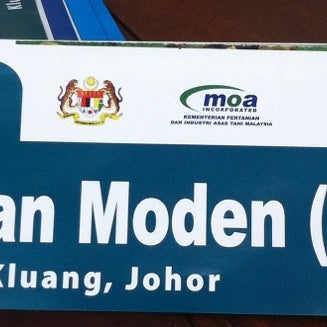 moa
INCORPORATED
KEMENTERIAN PERTANIAN
DAN INDUSTRI ASAS TANI MALAYSIA
an Moden (
Kluang, Johor